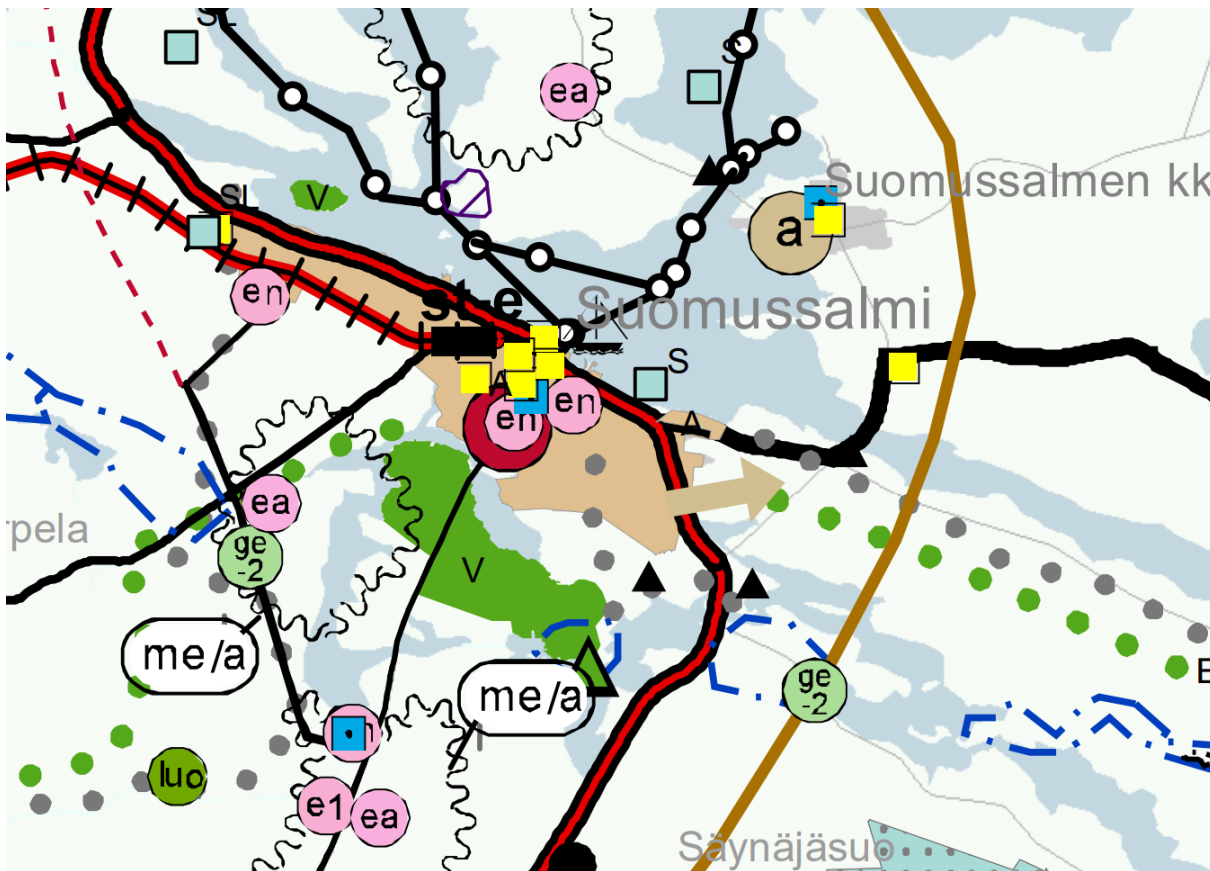 SL
S
ea
V
Suomussalmen kk
SL
a
en
st-e
Suomussalmi
S
A
en
en
A
ea
rpela
ge
-2
V
me/a
me/a
ge
-2
E
luo
e1
ea
Säynäjäsuo